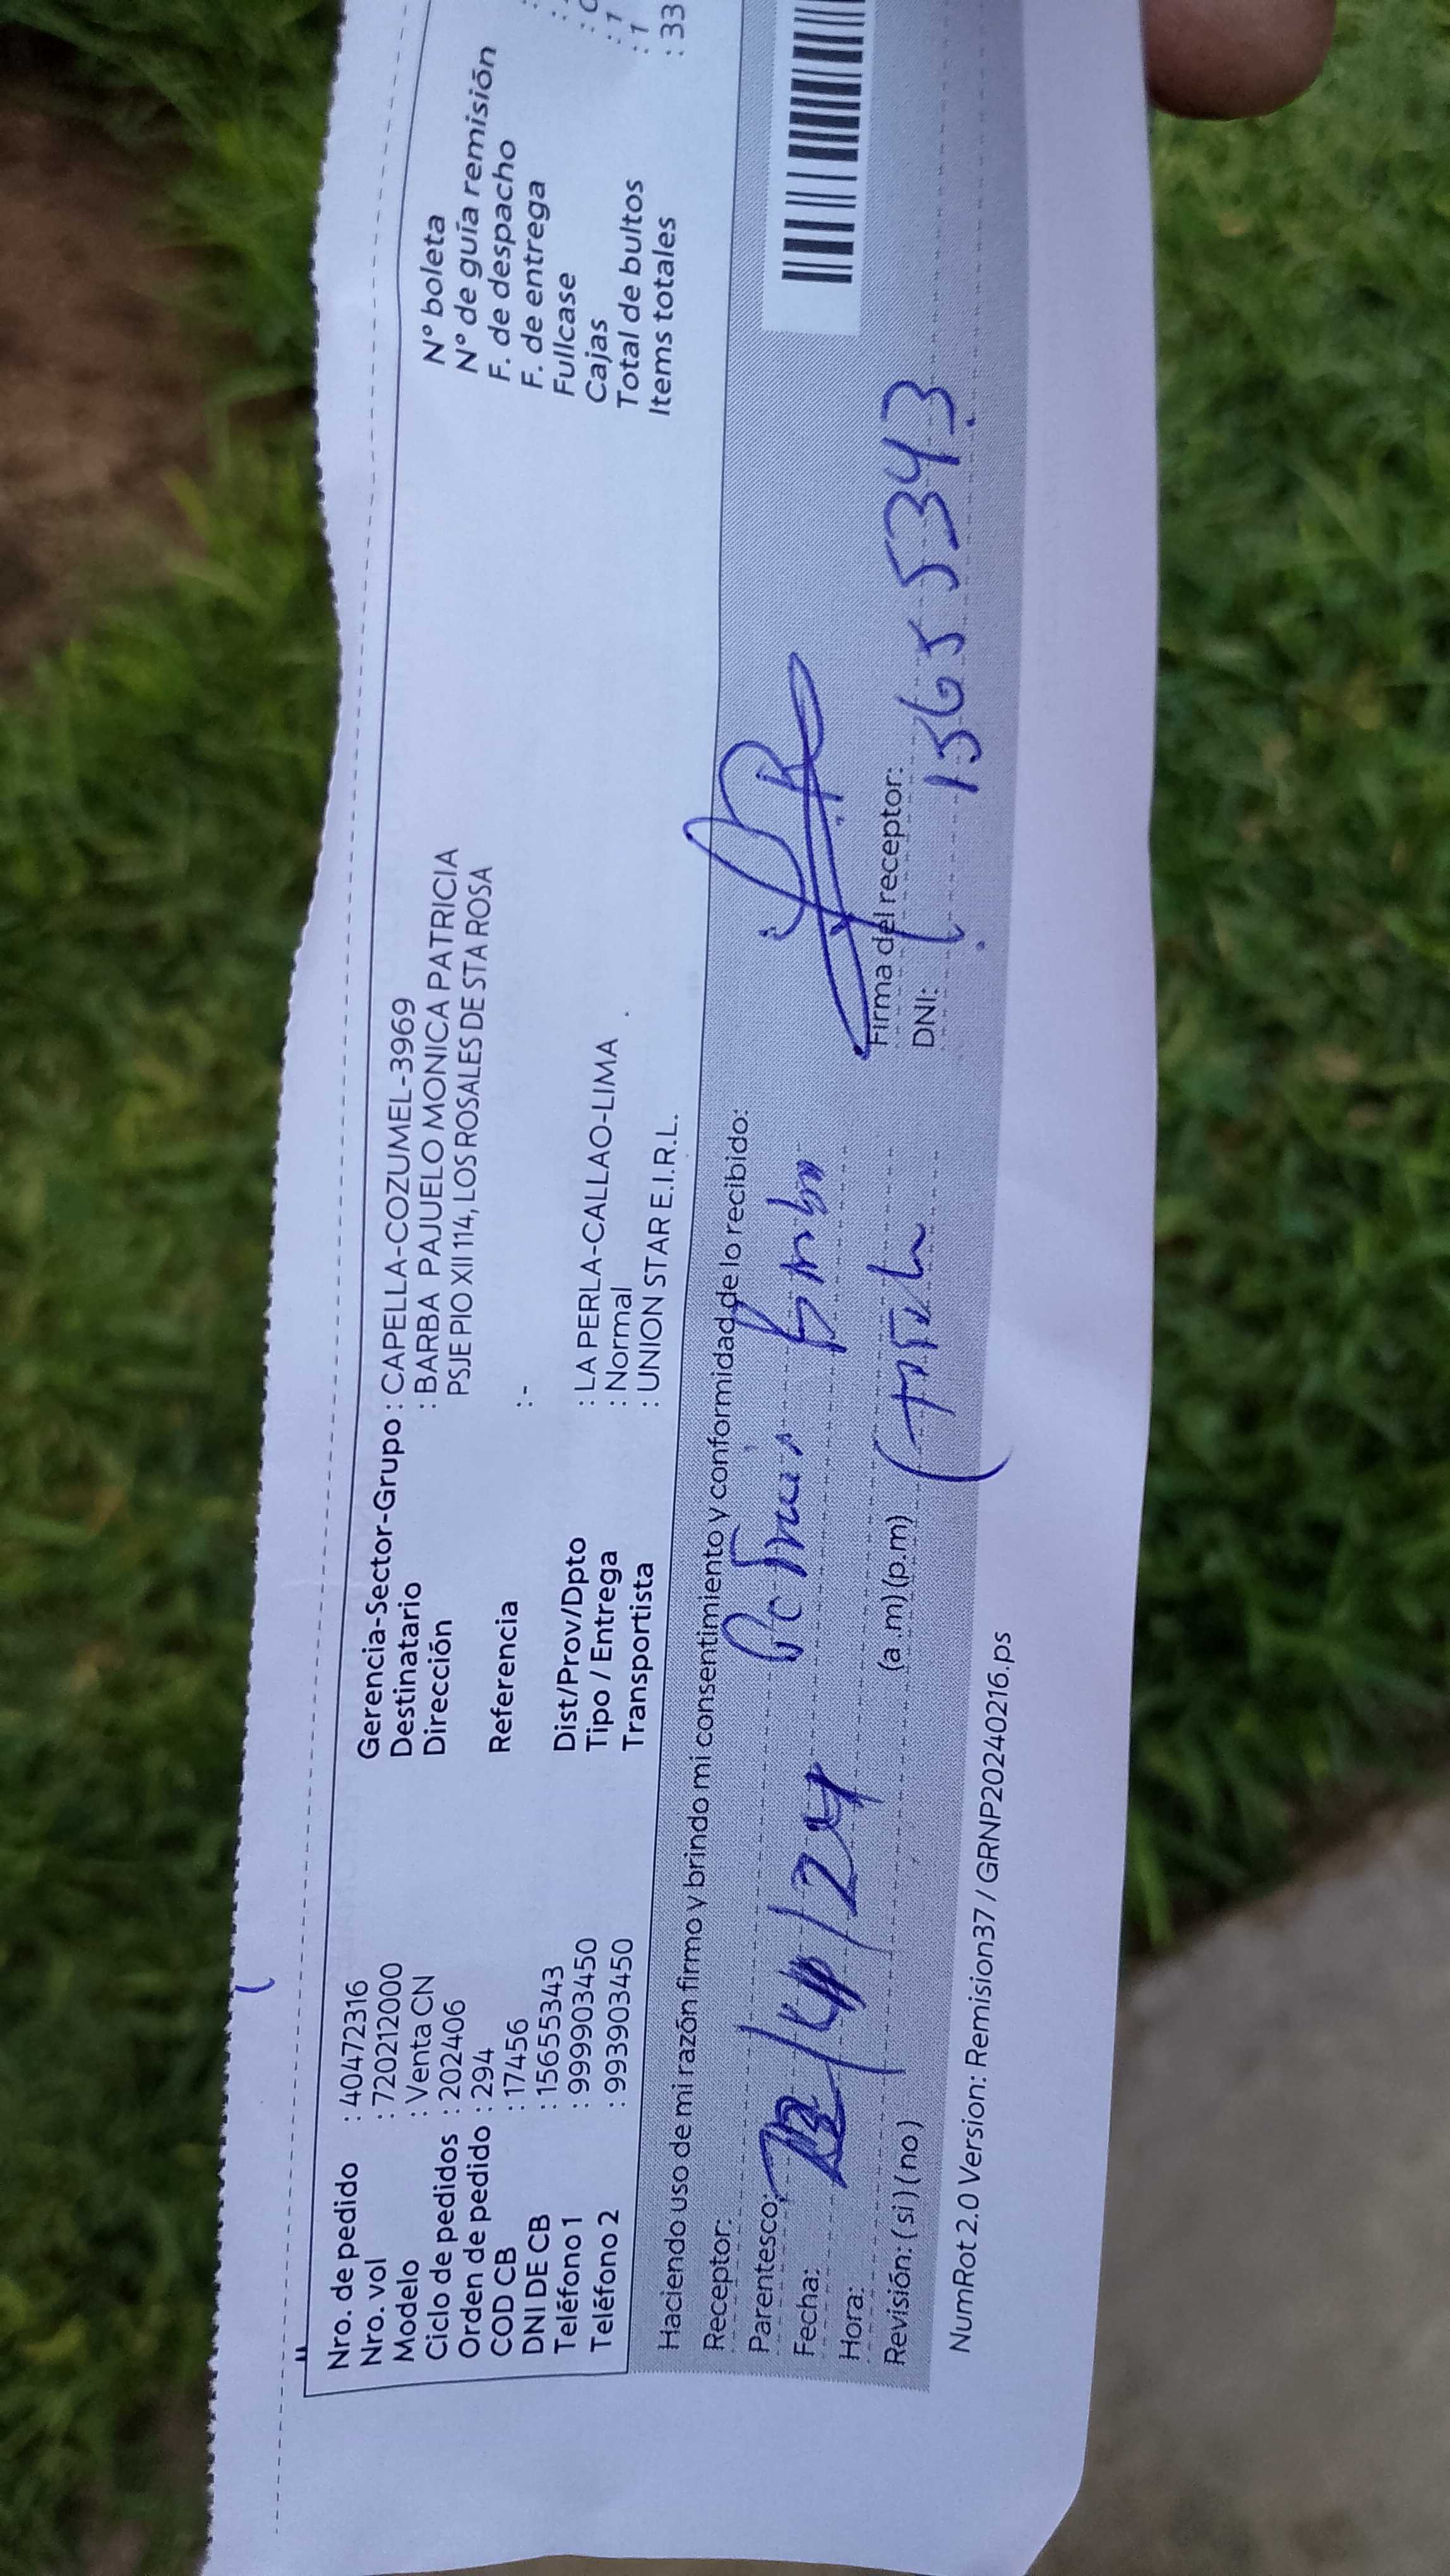 Nro. de pedido : 40472316
Nro. vol : 720212000
Modelo : Venta CN
Ciclo de pedidos : 202406
Orden de pedido : 294
COD CB : 17456
DNI DE CB : 15655343
Teléfono 1 : 999903450
Teléfono 2 : 993903450
Gerencia-Sector-Grupo : CAPELLA-COZUMEL-3969
Destinatario : BARBA PAJUELO MONICA PATRICIA
Dirección PSJE PIO XII 114, LOS ROSALES DE STA ROSA
Referencia : -
Dist/Prov/Dpto : LA PERLA-CALLAO-LIMA
Tipo / Entrega : Normal
Transportista : UNION STAR E.I.R.L.
N° boleta
N° de guía remisión
F. de despacho
F. de entrega
Fullcase
Cajas : 1
Total de bultos : 1
Items totales : 33
Haciendo uso de mi razón firmo y brindo mi consentimiento y conformidad de lo recibido:
Receptor:
Parentesco:
Fecha: /24
Hora: (a.m)(p.m)
Revisión: (si)(no)
Firma del receptor:
DNI: 15655343
NumRot 2.0 Version: Remision37 / GRNP20240216.ps